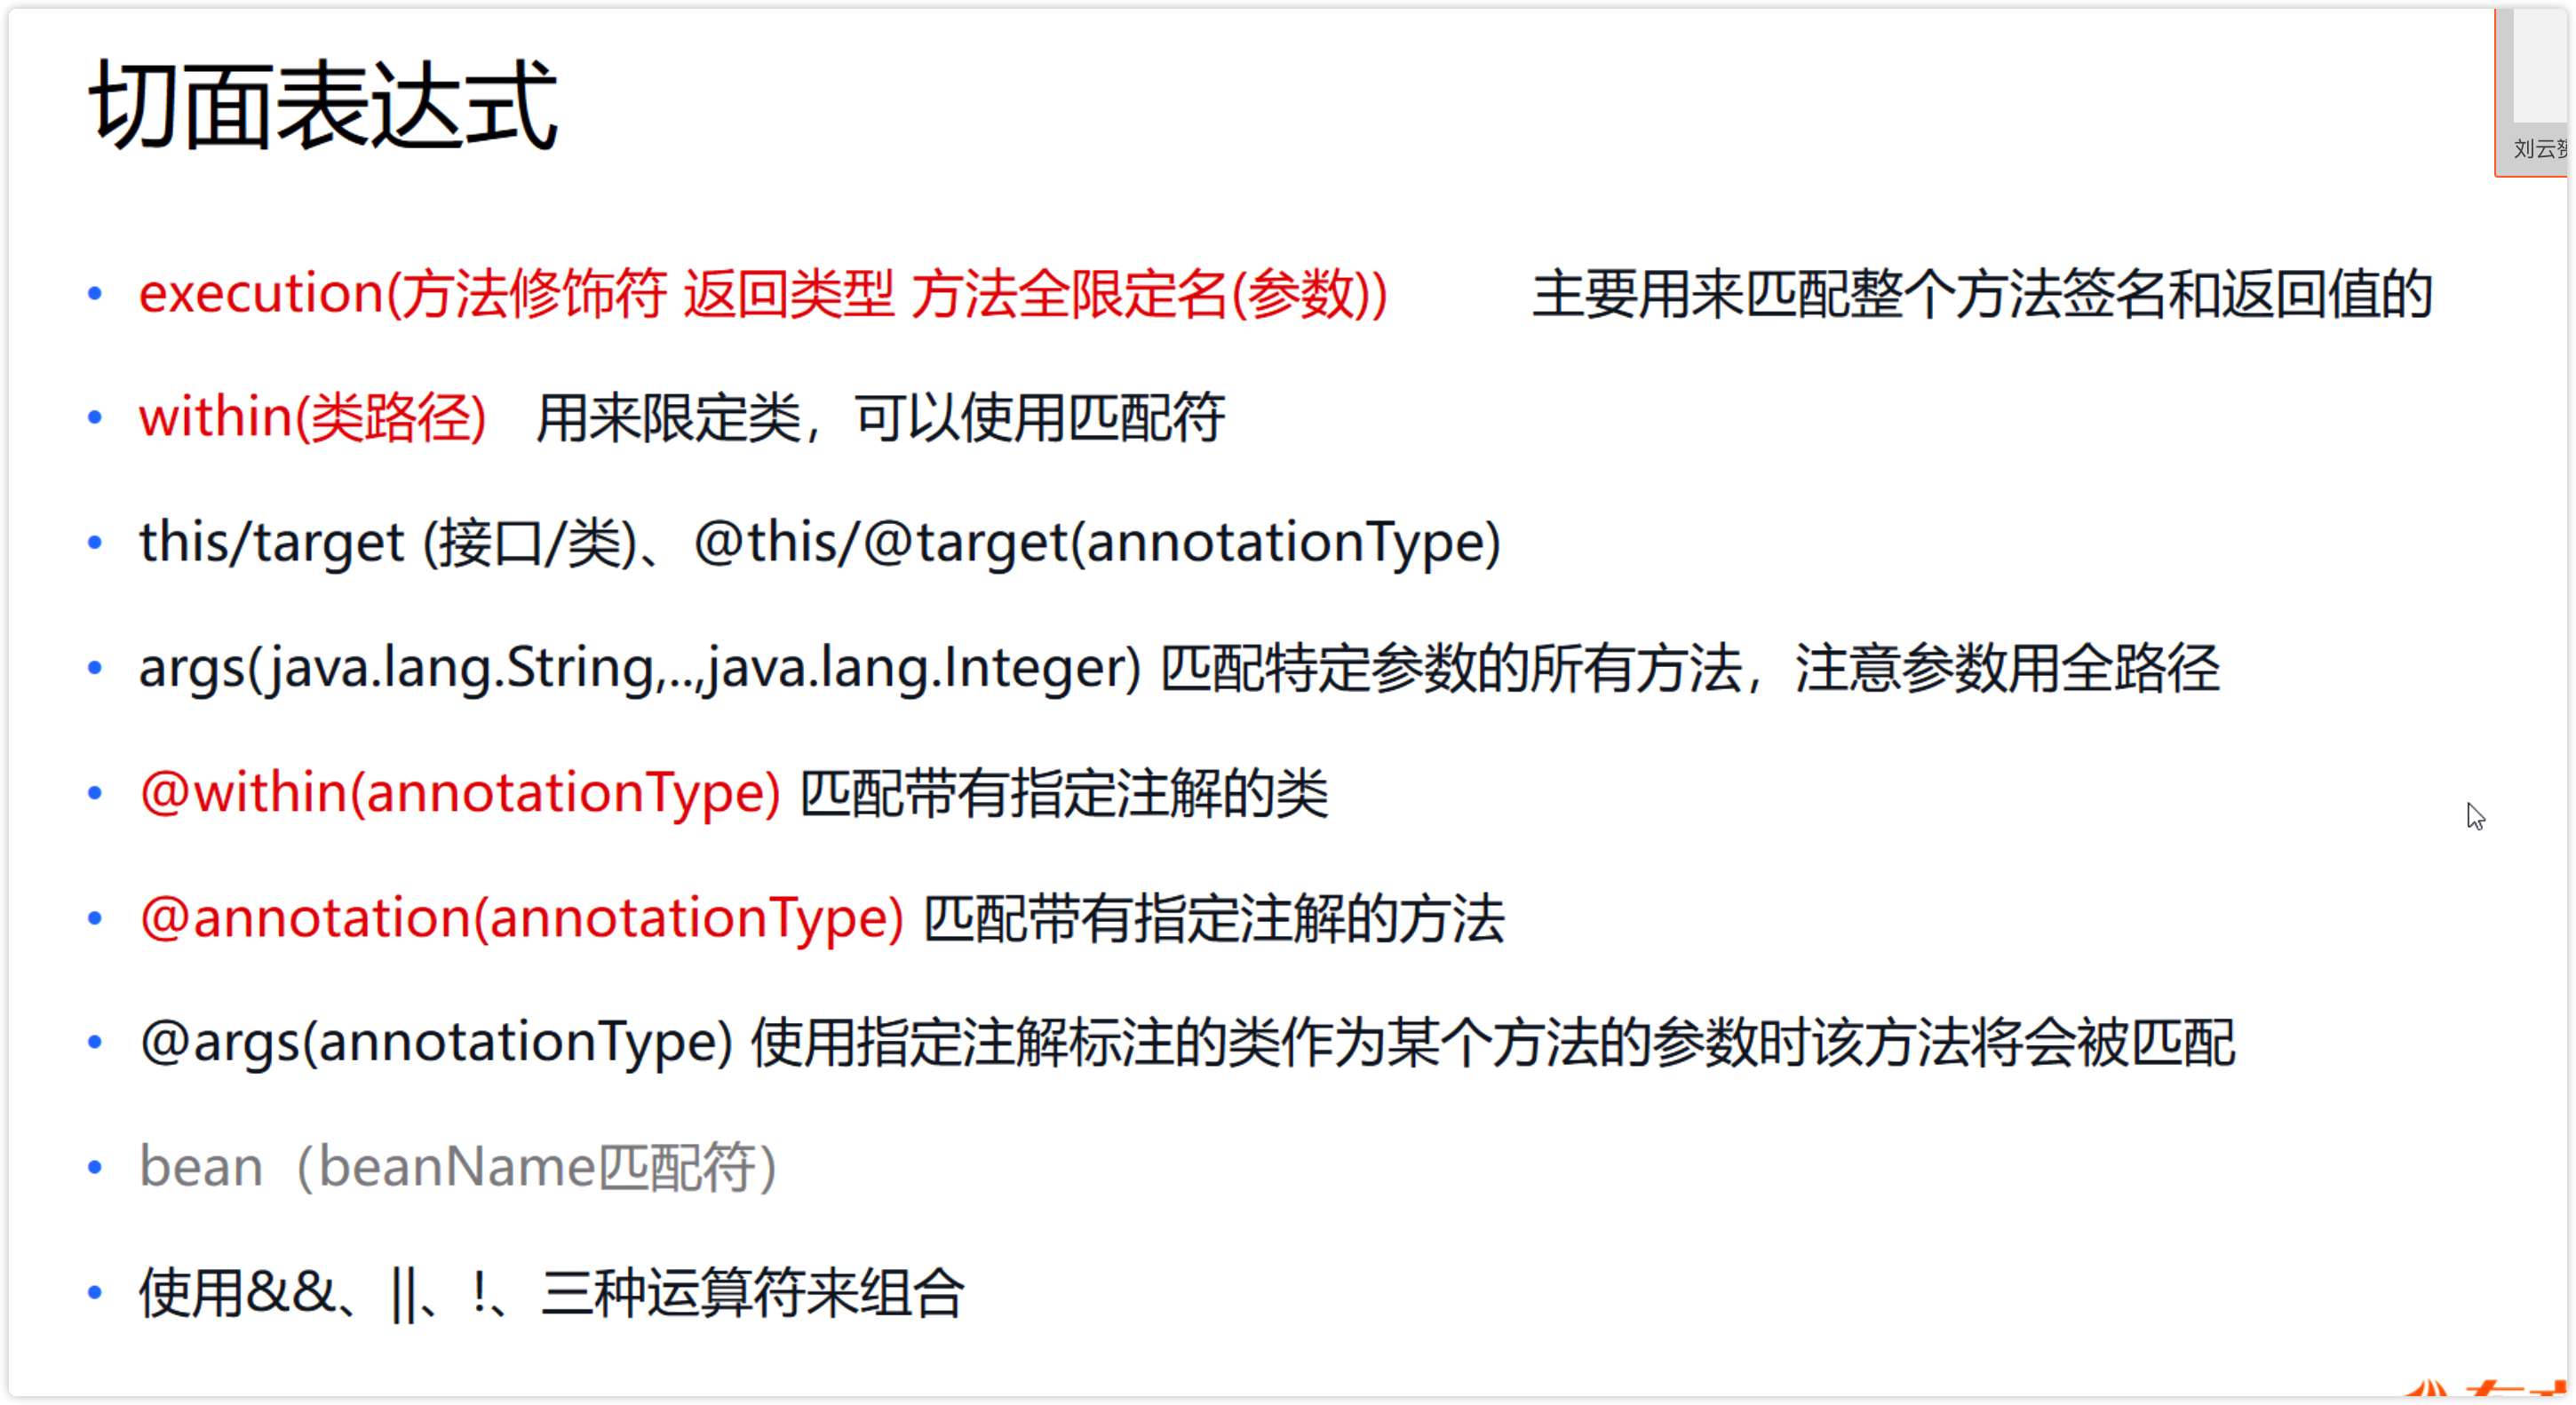 切面表达式
刘云
execution(方法修饰符 返回类型 方法全限定名(参数)) 主要用来匹配整个方法签名和返回值的
within(类路径) 用来限定类，可以使用匹配符
this/target (接口/类)、@this/@target(annotationType)
args(java.lang.String,..,java.lang.Integer) 匹配特定参数的所有方法，注意参数用全路径
@within(annotationType) 匹配带有指定注解的类
@annotation(annotationType) 匹配带有指定注解的方法
@args(annotationType) 使用指定注解标注的类作为某个方法的参数时该方法将会被匹配
bean（beanName匹配符）
使用&&、||、!、三种运算符来组合